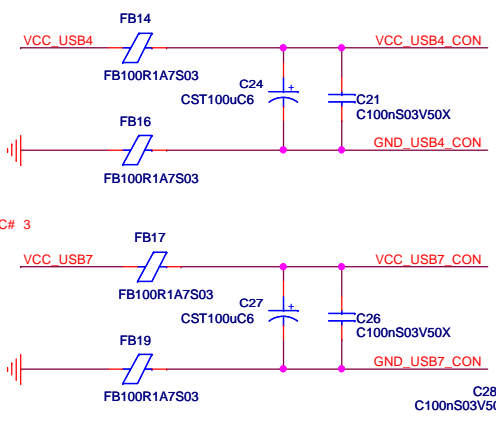 FB14
VCC_USB4
VCC_USB4_CON
FB100R1A7S03
C24
+
CST100uC6
C21
C100nS03V50X
FB16
GND_USB4_CON
FB100R1A7S03
C# 3
FB17
VCC_USB7
VCC_USB7_CON
FB100R1A7S03
C27
+
CST100uC6
C26
C100nS03V50X
FB19
GND_USB7_CON
FB100R1A7S03
C28
C100nS03V50